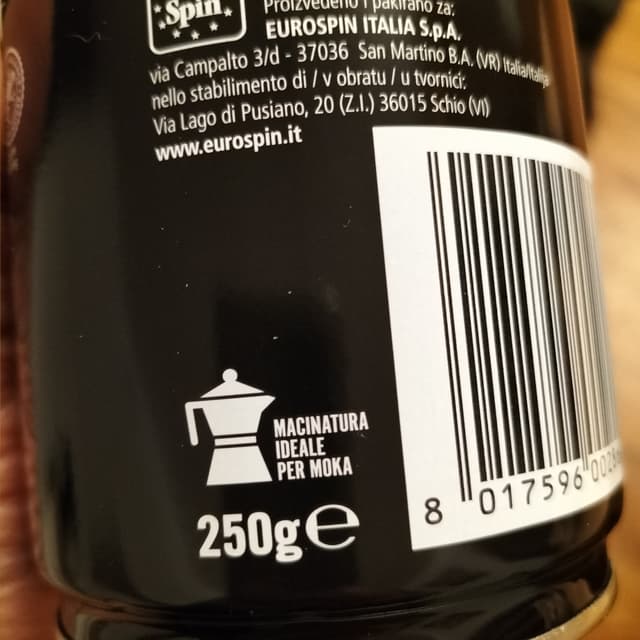 Spin
Proizvedeno i pakirano za:
EUROSPIN ITALIA S.p.A.
via Campalto 3/d - 37036 San Martino B.A. (VR) Italia/Italija
nello stabilimento di / v obratu / u tvornici:
Via Lago di Pusiano, 20 (Z.I.) 36015 Schio (VI)
www.eurospin.it
MACINATURA
IDEALE
PER MOKA
250g e
8 017596 002